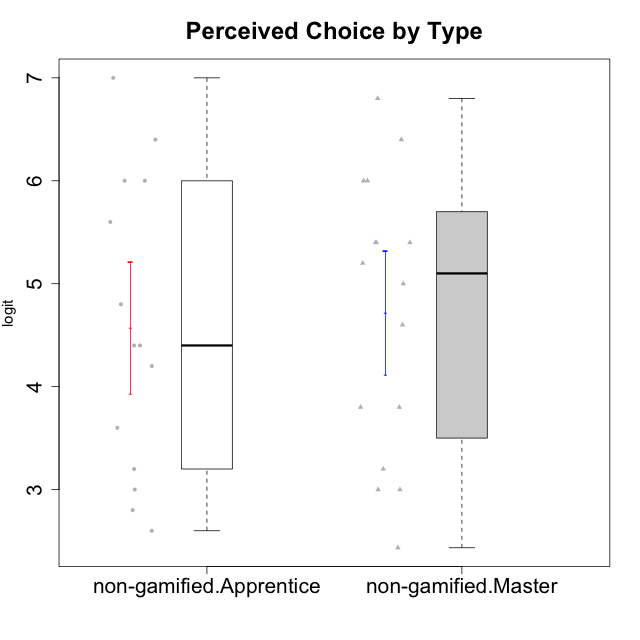 Perceived Choice by Type
7
6
5
4
3
logit
non-gamified.Apprentice
non-gamified.Master